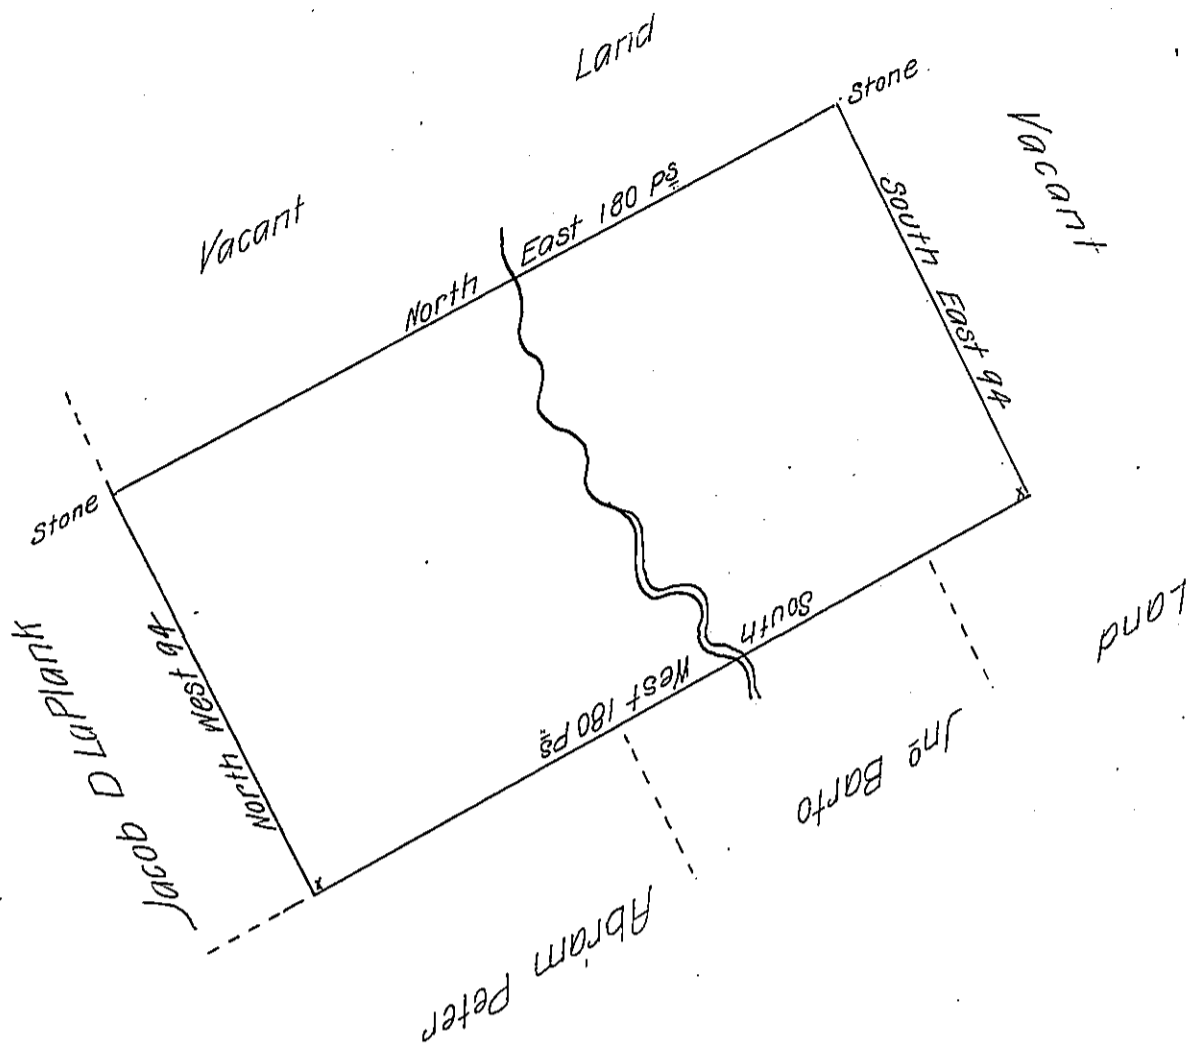 Vacant Land
Stone
North East 180 Ps
Vacant
Land
South East 94
x
South West 180 Ps
Jno Barto
Abram Peter
x
North West 94
Jacob D LaPlank
Stone